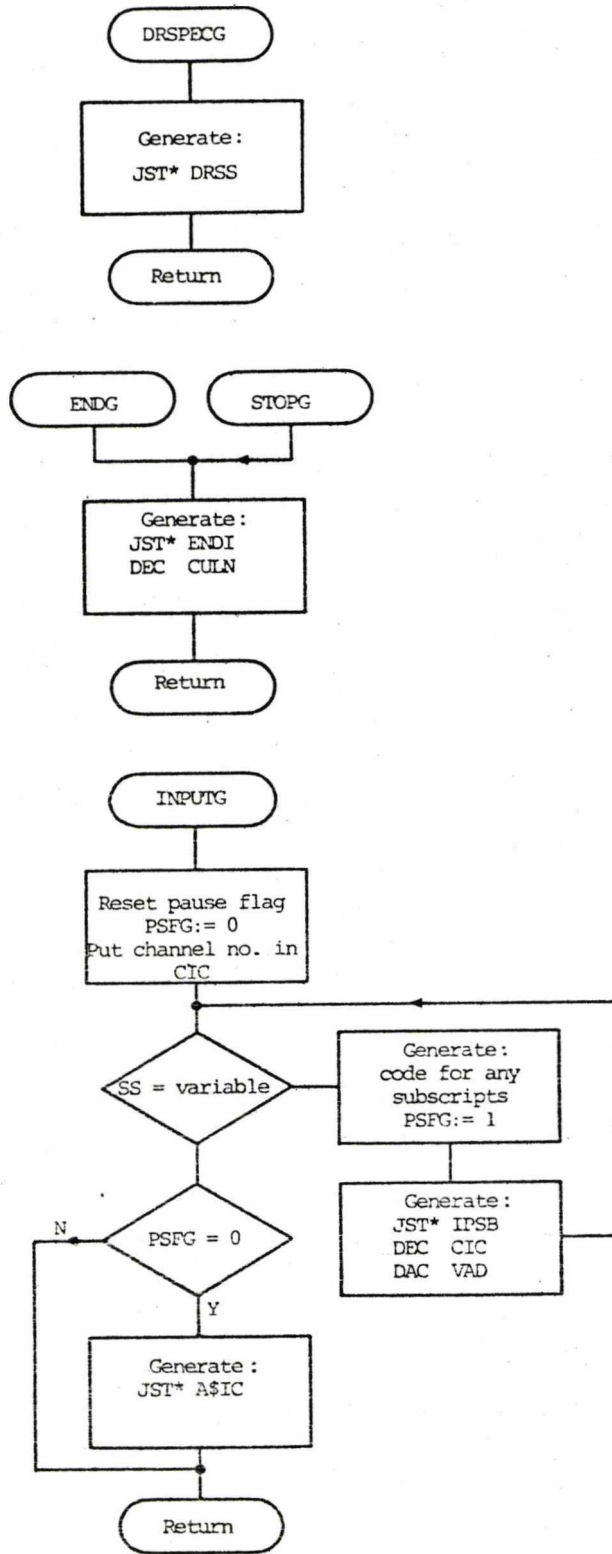 DRSPECG
Generate:
JST* DRSS
Return
ENDG
STOPG
Generate:
JST* ENDI
DEC CULN
Return
INPUTG
Reset pause flag
PSFG:= 0
Put channel no. in
CIC
SS = variable
Generate:
code for any
subscripts
PSFG:= 1
Generate:
JST* IPSB
DEC CIC
DAC VAD
N
PSFG = 0
Y
Generate:
JST* A$IC
Return